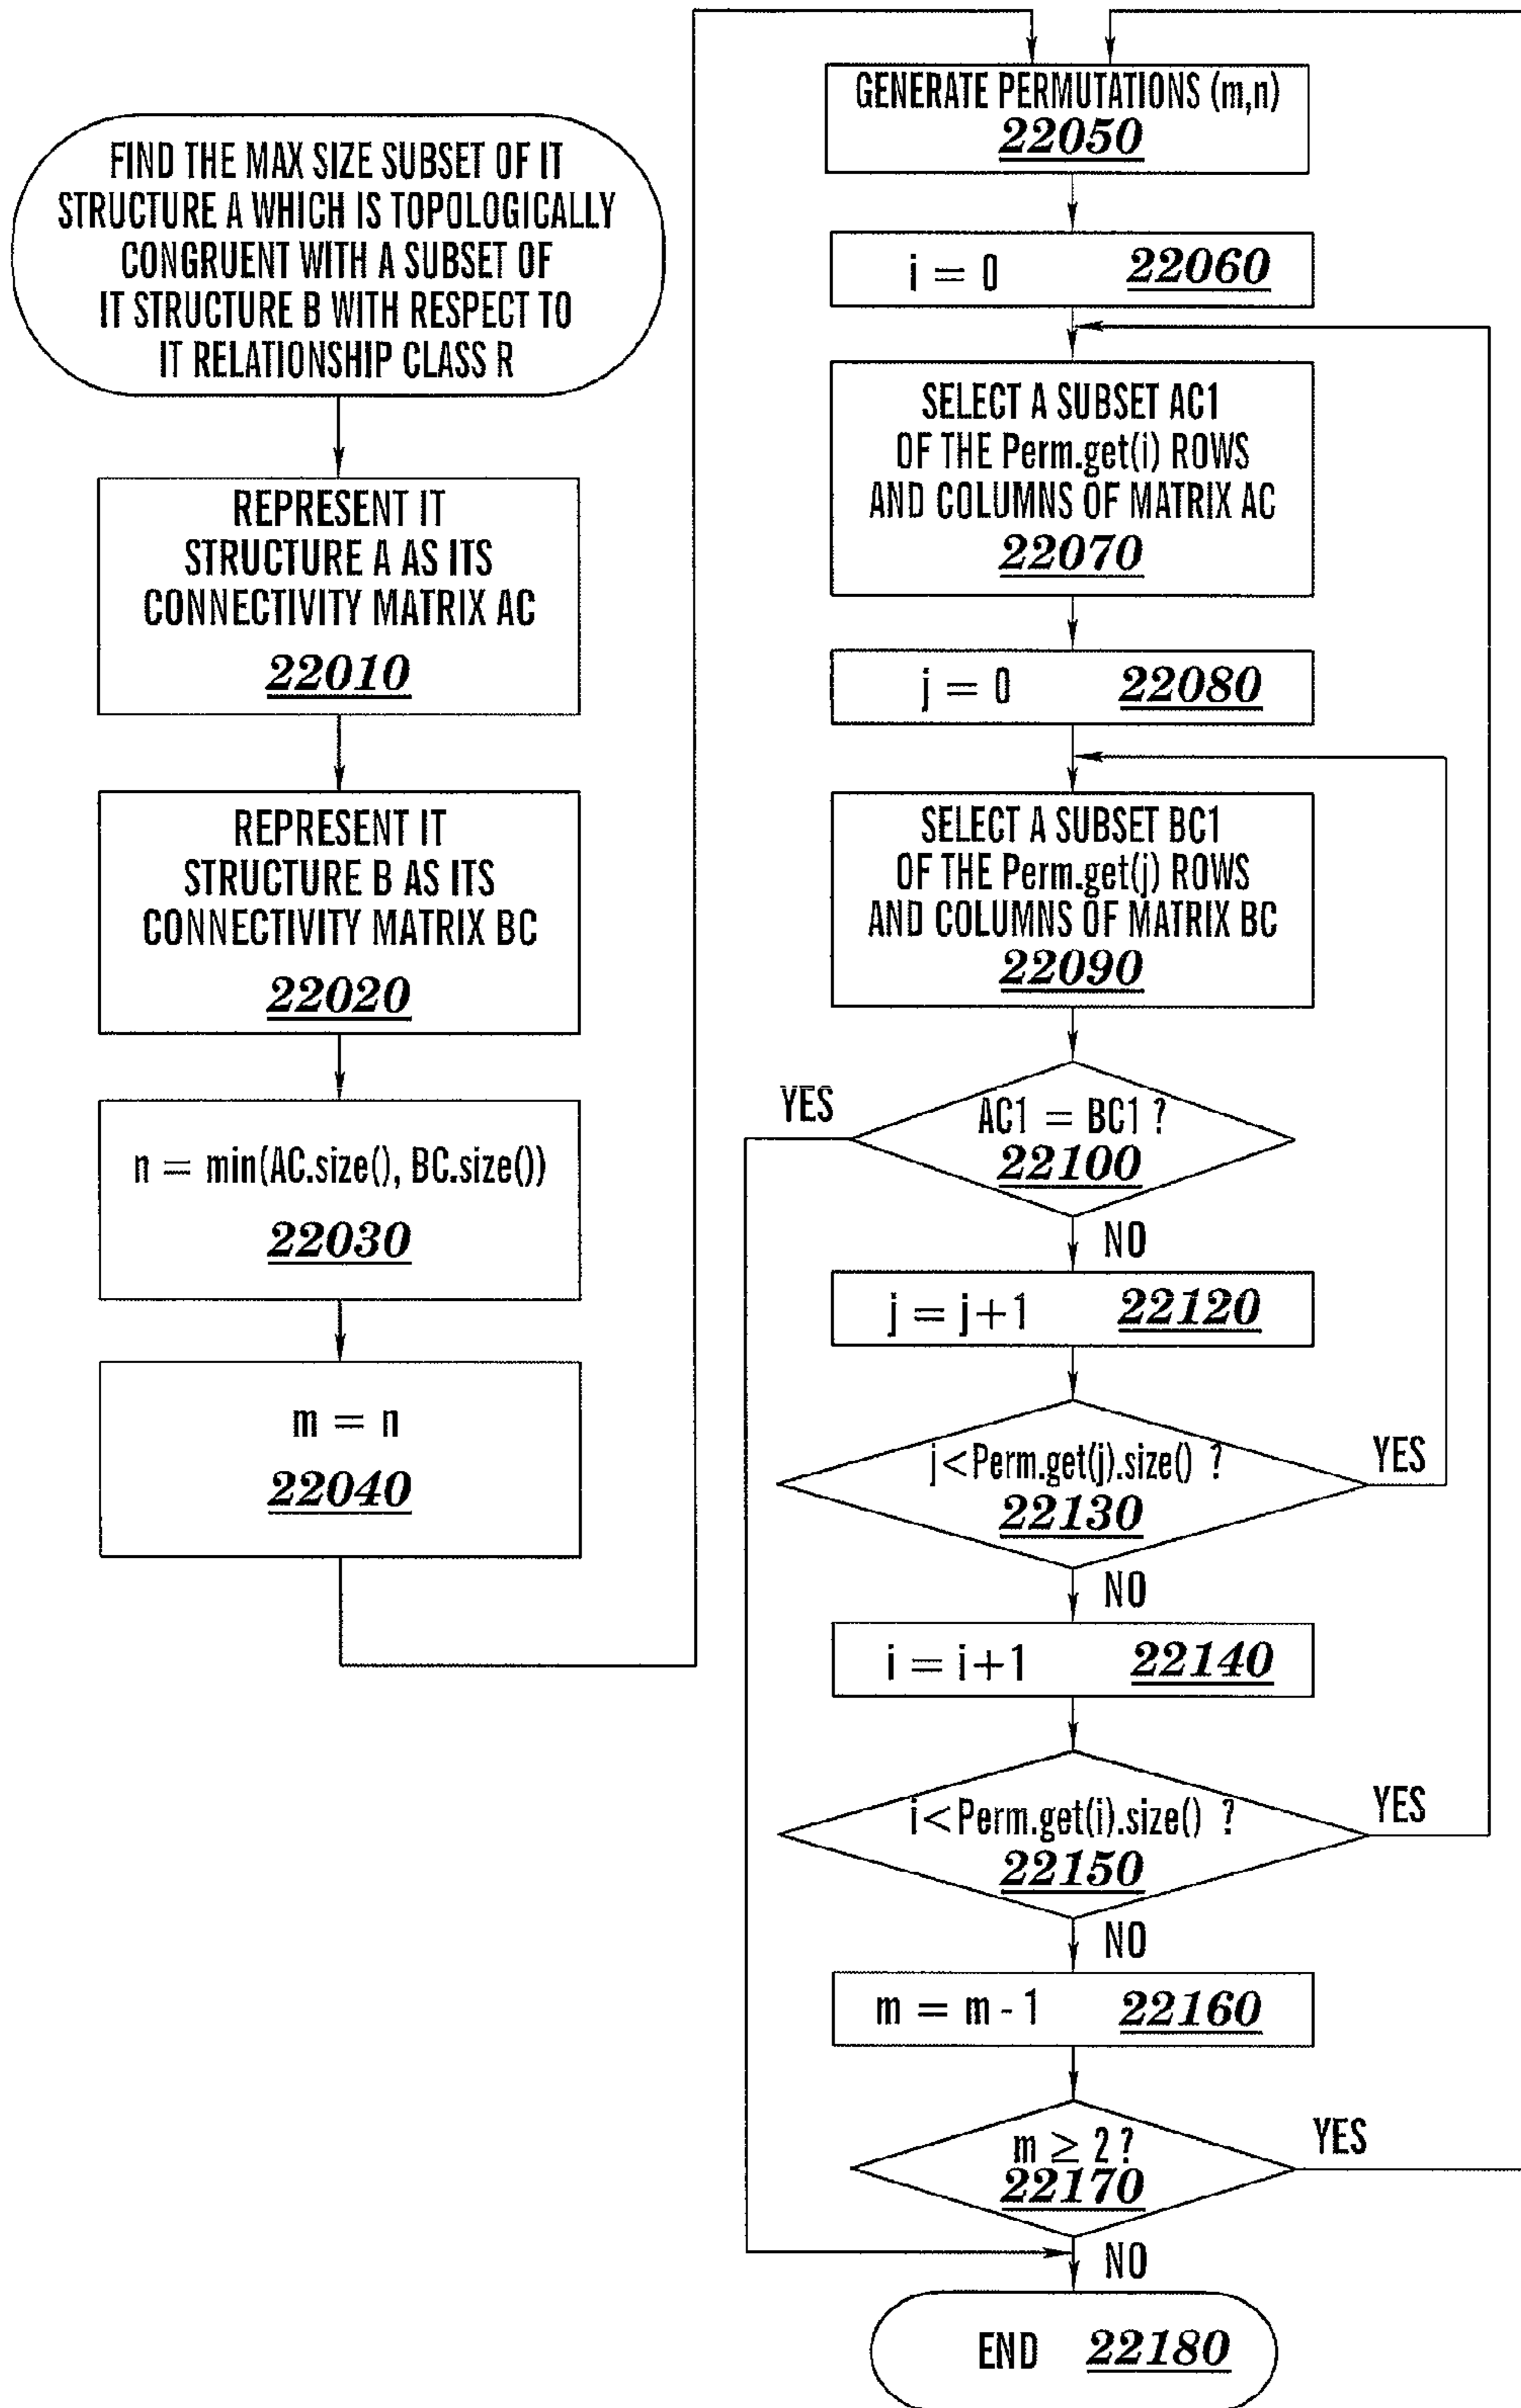 FIND THE MAX SIZE SUBSET OF IT
STRUCTURE A WHICH IS TOPOLOGICALLY
CONGRUENT WITH A SUBSET OF
IT STRUCTURE B WITH RESPECT TO
IT RELATIONSHIP CLASS R
REPRESENT IT
STRUCTURE A AS ITS
CONNECTIVITY MATRIX AC
22010
REPRESENT IT
STRUCTURE B AS ITS
CONNECTIVITY MATRIX BC
22020
n = min(AC.size(), BC.size())
22030
m = n
22040
GENERATE PERMUTATIONS (m,n)
22050
i = 0 22060
SELECT A SUBSET AC1
OF THE Perm.get(i) ROWS
AND COLUMNS OF MATRIX AC
22070
j = 0 22080
SELECT A SUBSET BC1
OF THE Perm.get(j) ROWS
AND COLUMNS OF MATRIX BC
22090
YES
AC1 = BC1 ?
22100
NO
j = j+1 22120
j<Perm.get(j).size() ?
22130
YES
NO
i = i+1 22140
i<Perm.get(i).size() ?
22150
YES
NO
m = m - 1 22160
m ≥ 2 ?
22170
YES
NO
END 22180